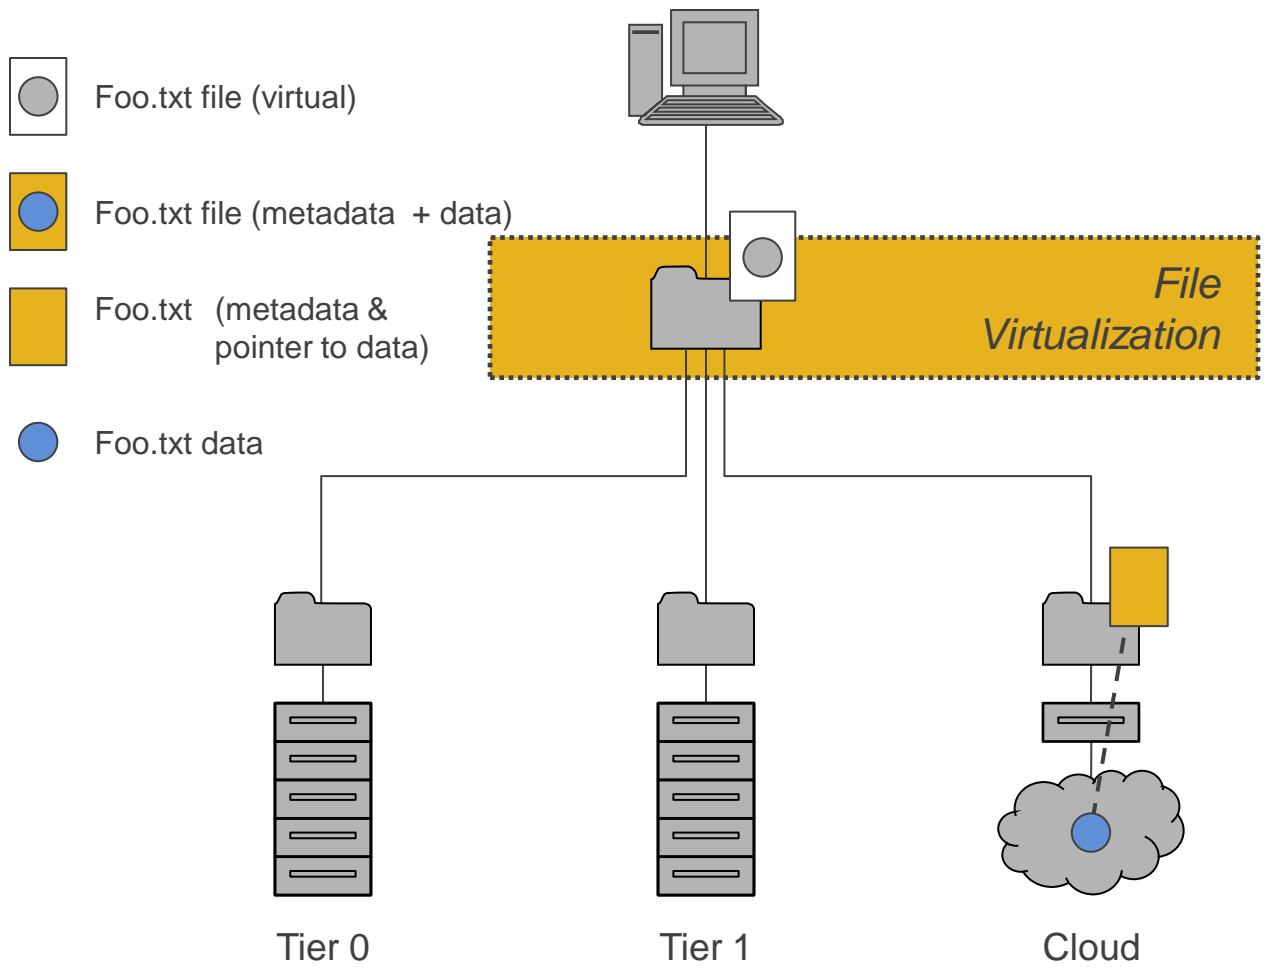 Foo.txt file (virtual)
Foo.txt file (metadata + data)
Foo.txt (metadata &
pointer to data)
Foo.txt data
File
Virtualization
Tier 0
Tier 1
Cloud